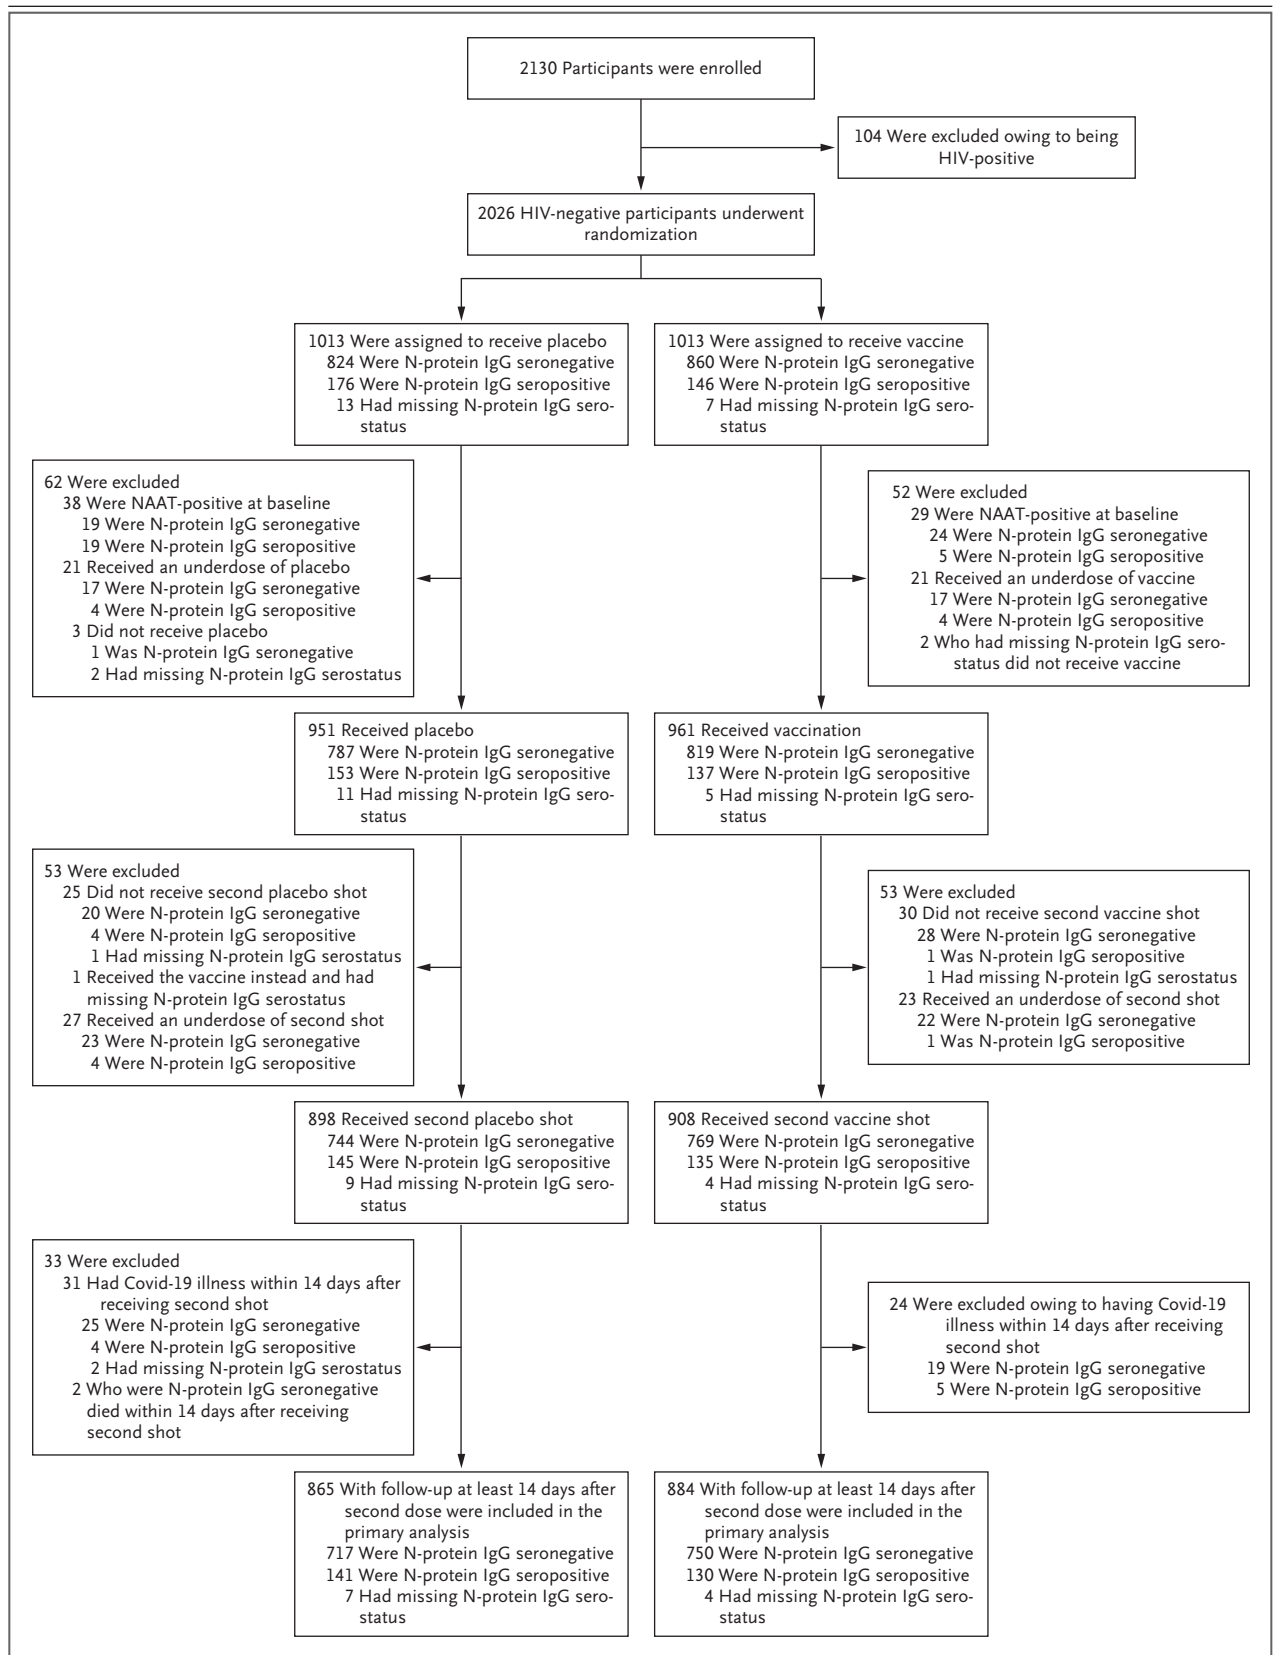 2130 Participants were enrolled
104 Were excluded owing to being
HIV-positive
2026 HIV-negative participants underwent
randomization
1013 Were assigned to receive placebo
824 Were N-protein IgG seronegative
176 Were N-protein IgG seropositive
13 Had missing N-protein IgG sero-
status
1013 Were assigned to receive vaccine
860 Were N-protein IgG seronegative
146 Were N-protein IgG seropositive
7 Had missing N-protein IgG sero-
status
62 Were excluded
38 Were NAAT-positive at baseline
19 Were N-protein IgG seronegative
19 Were N-protein IgG seropositive
21 Received an underdose of placebo
17 Were N-protein IgG seronegative
4 Were N-protein IgG seropositive
3 Did not receive placebo
1 Was N-protein IgG seronegative
2 Had missing N-protein IgG serostatus
52 Were excluded
29 Were NAAT-positive at baseline
24 Were N-protein IgG seronegative
5 Were N-protein IgG seropositive
21 Received an underdose of vaccine
17 Were N-protein IgG seronegative
4 Were N-protein IgG seropositive
2 Who had missing N-protein IgG sero-
status did not receive vaccine
951 Received placebo
787 Were N-protein IgG seronegative
153 Were N-protein IgG seropositive
11 Had missing N-protein IgG sero-
status
961 Received vaccination
819 Were N-protein IgG seronegative
137 Were N-protein IgG seropositive
5 Had missing N-protein IgG sero-
status
53 Were excluded
25 Did not receive second placebo shot
20 Were N-protein IgG seronegative
4 Were N-protein IgG seropositive
1 Had missing N-protein IgG serostatus
1 Received the vaccine instead and had
missing N-protein IgG serostatus
27 Received an underdose of second shot
23 Were N-protein IgG seronegative
4 Were N-protein IgG seropositive
53 Were excluded
30 Did not receive second vaccine shot
28 Were N-protein IgG seronegative
1 Was N-protein IgG seropositive
1 Had missing N-protein IgG serostatus
23 Received an underdose of second shot
22 Were N-protein IgG seronegative
1 Was N-protein IgG seropositive
898 Received second placebo shot
744 Were N-protein IgG seronegative
145 Were N-protein IgG seropositive
9 Had missing N-protein IgG sero-
status
908 Received second vaccine shot
769 Were N-protein IgG seronegative
135 Were N-protein IgG seropositive
4 Had missing N-protein IgG sero-
status
33 Were excluded
31 Had Covid-19 illness within 14 days after
receiving second shot
25 Were N-protein IgG seronegative
4 Were N-protein IgG seropositive
2 Had missing N-protein IgG serostatus
2 Who were N-protein IgG seronegative
died within 14 days after receiving
second shot
24 Were excluded owing to having Covid-19
illness within 14 days after receiving
second shot
19 Were N-protein IgG seronegative
5 Were N-protein IgG seropositive
865 With follow-up at least 14 days after
second dose were included in the
primary analysis
717 Were N-protein IgG seronegative
141 Were N-protein IgG seropositive
7 Had missing N-protein IgG sero-
status
884 With follow-up at least 14 days after
second dose were included in the
primary analysis
750 Were N-protein IgG seronegative
130 Were N-protein IgG seropositive
4 Had missing N-protein IgG sero-
status